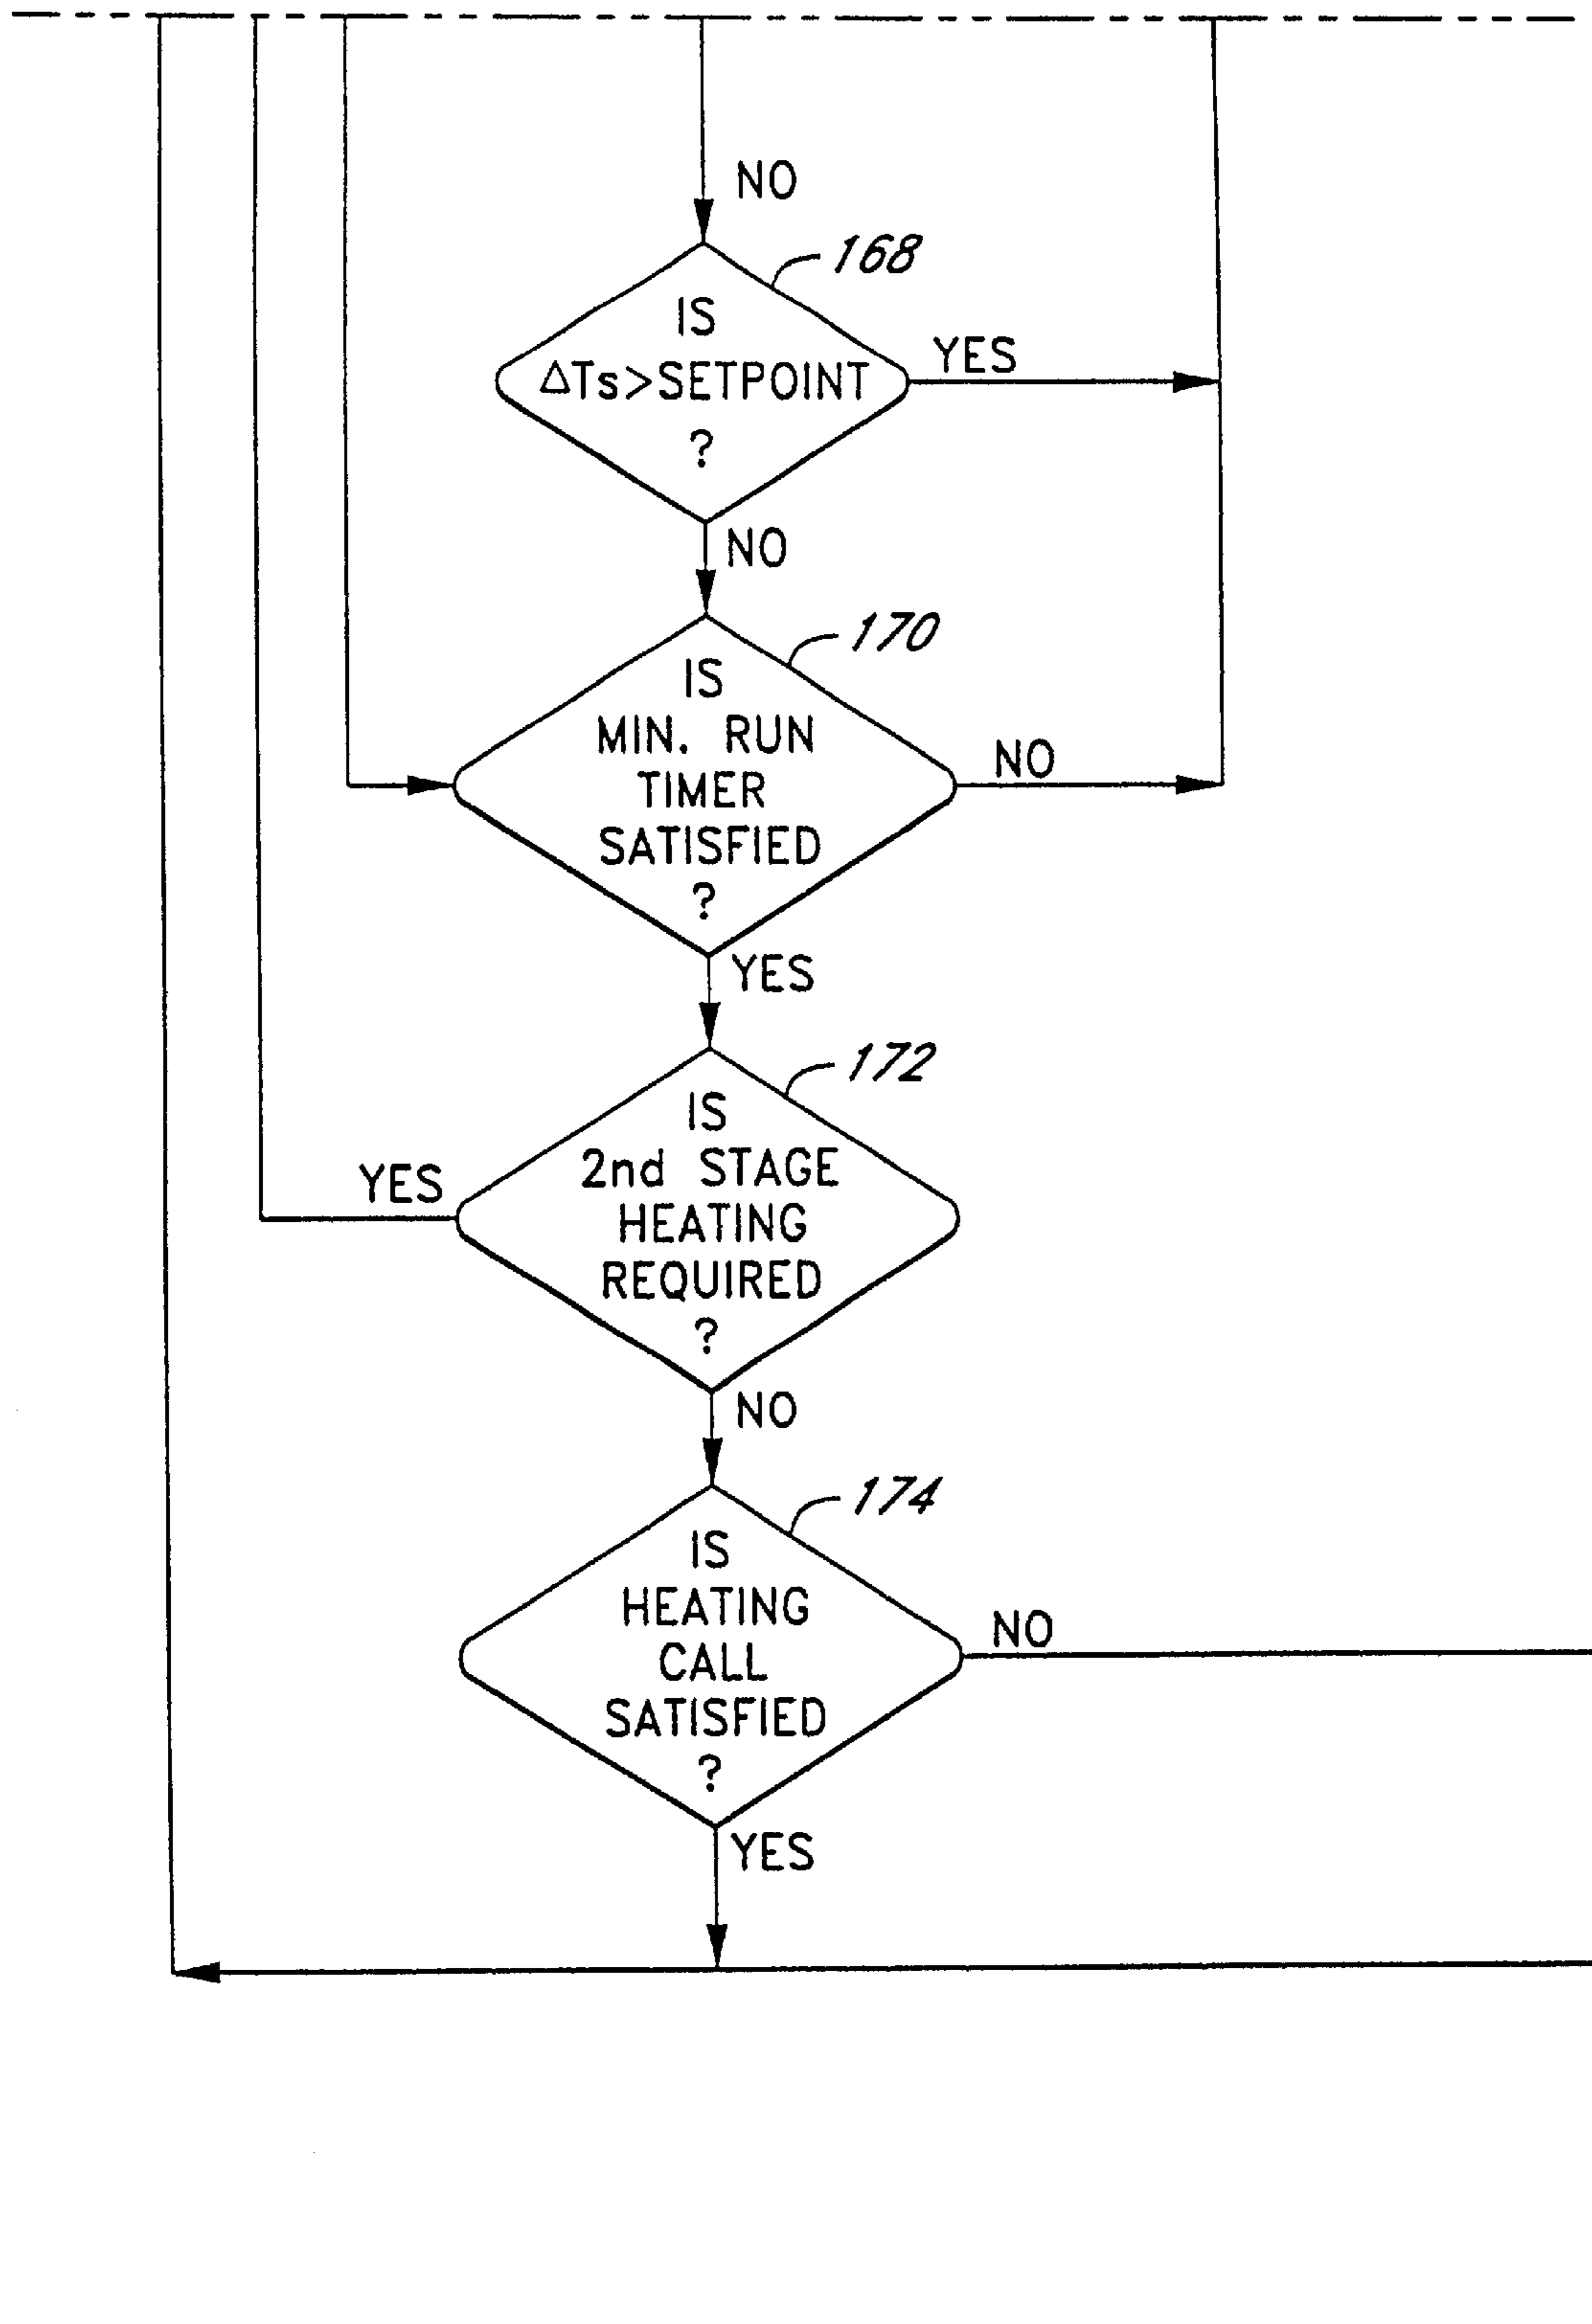 NO
168
IS
ΔTs>SETPOINT
?
YES
NO
170
IS
MIN. RUN
TIMER
SATISFIED
?
NO
YES
172
IS
2nd STAGE
HEATING
REQUIRED
?
YES
NO
174
IS
HEATING
CALL
SATISFIED
?
NO
YES